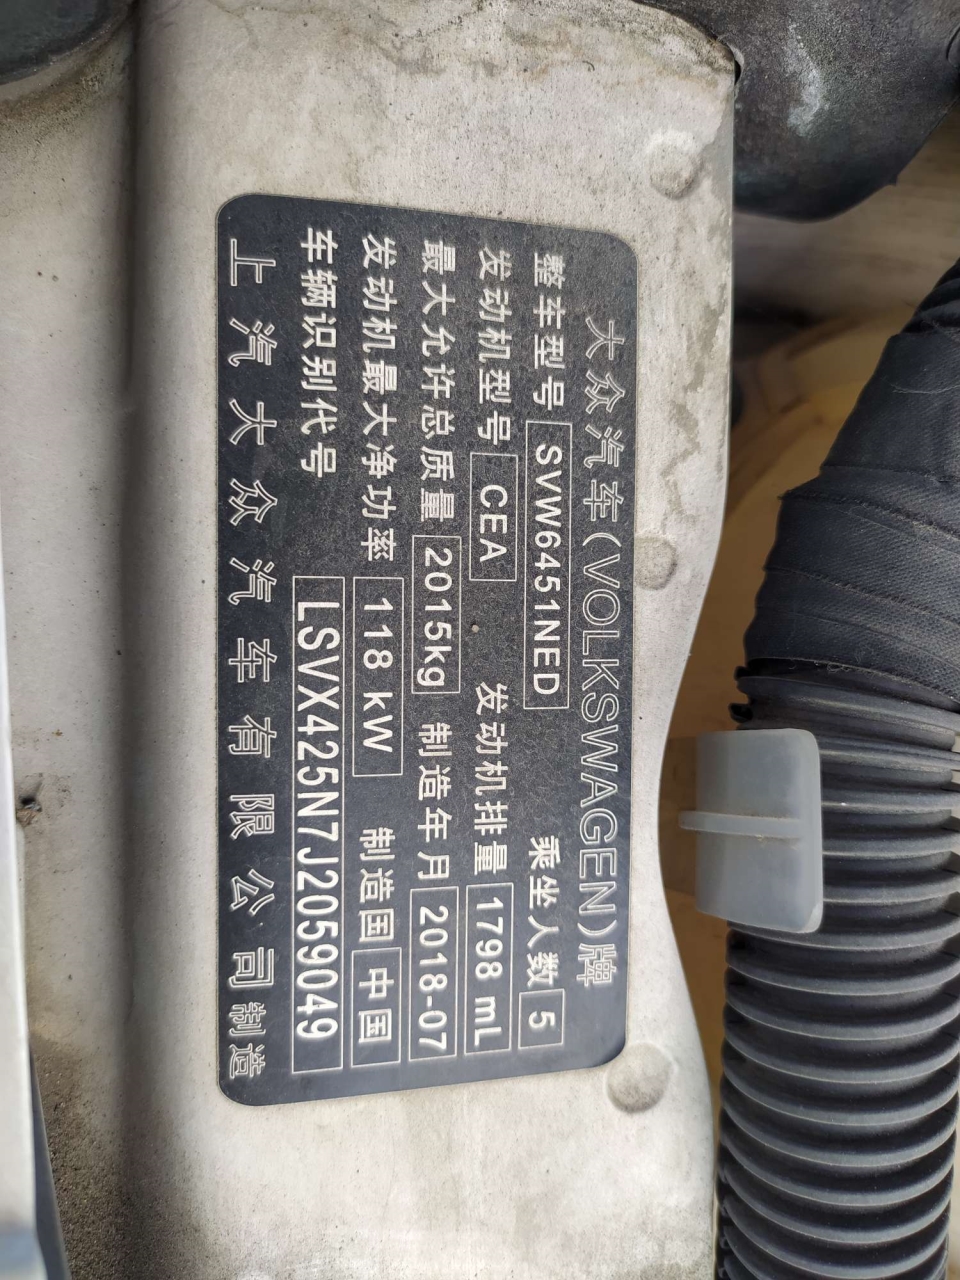 大众汽车(VOLKSWAGEN)牌
整车型号 SVW6451NED 乘坐人数 5
发动机型号 CEA 发动机排量 1798 mL
最大允许总质量 2015kg 制造年月 2018-07
发动机最大净功率 118 kW 制造国 中国
车辆识别代号 LSVX425N7J2059049
上汽大众汽车有限公司制造